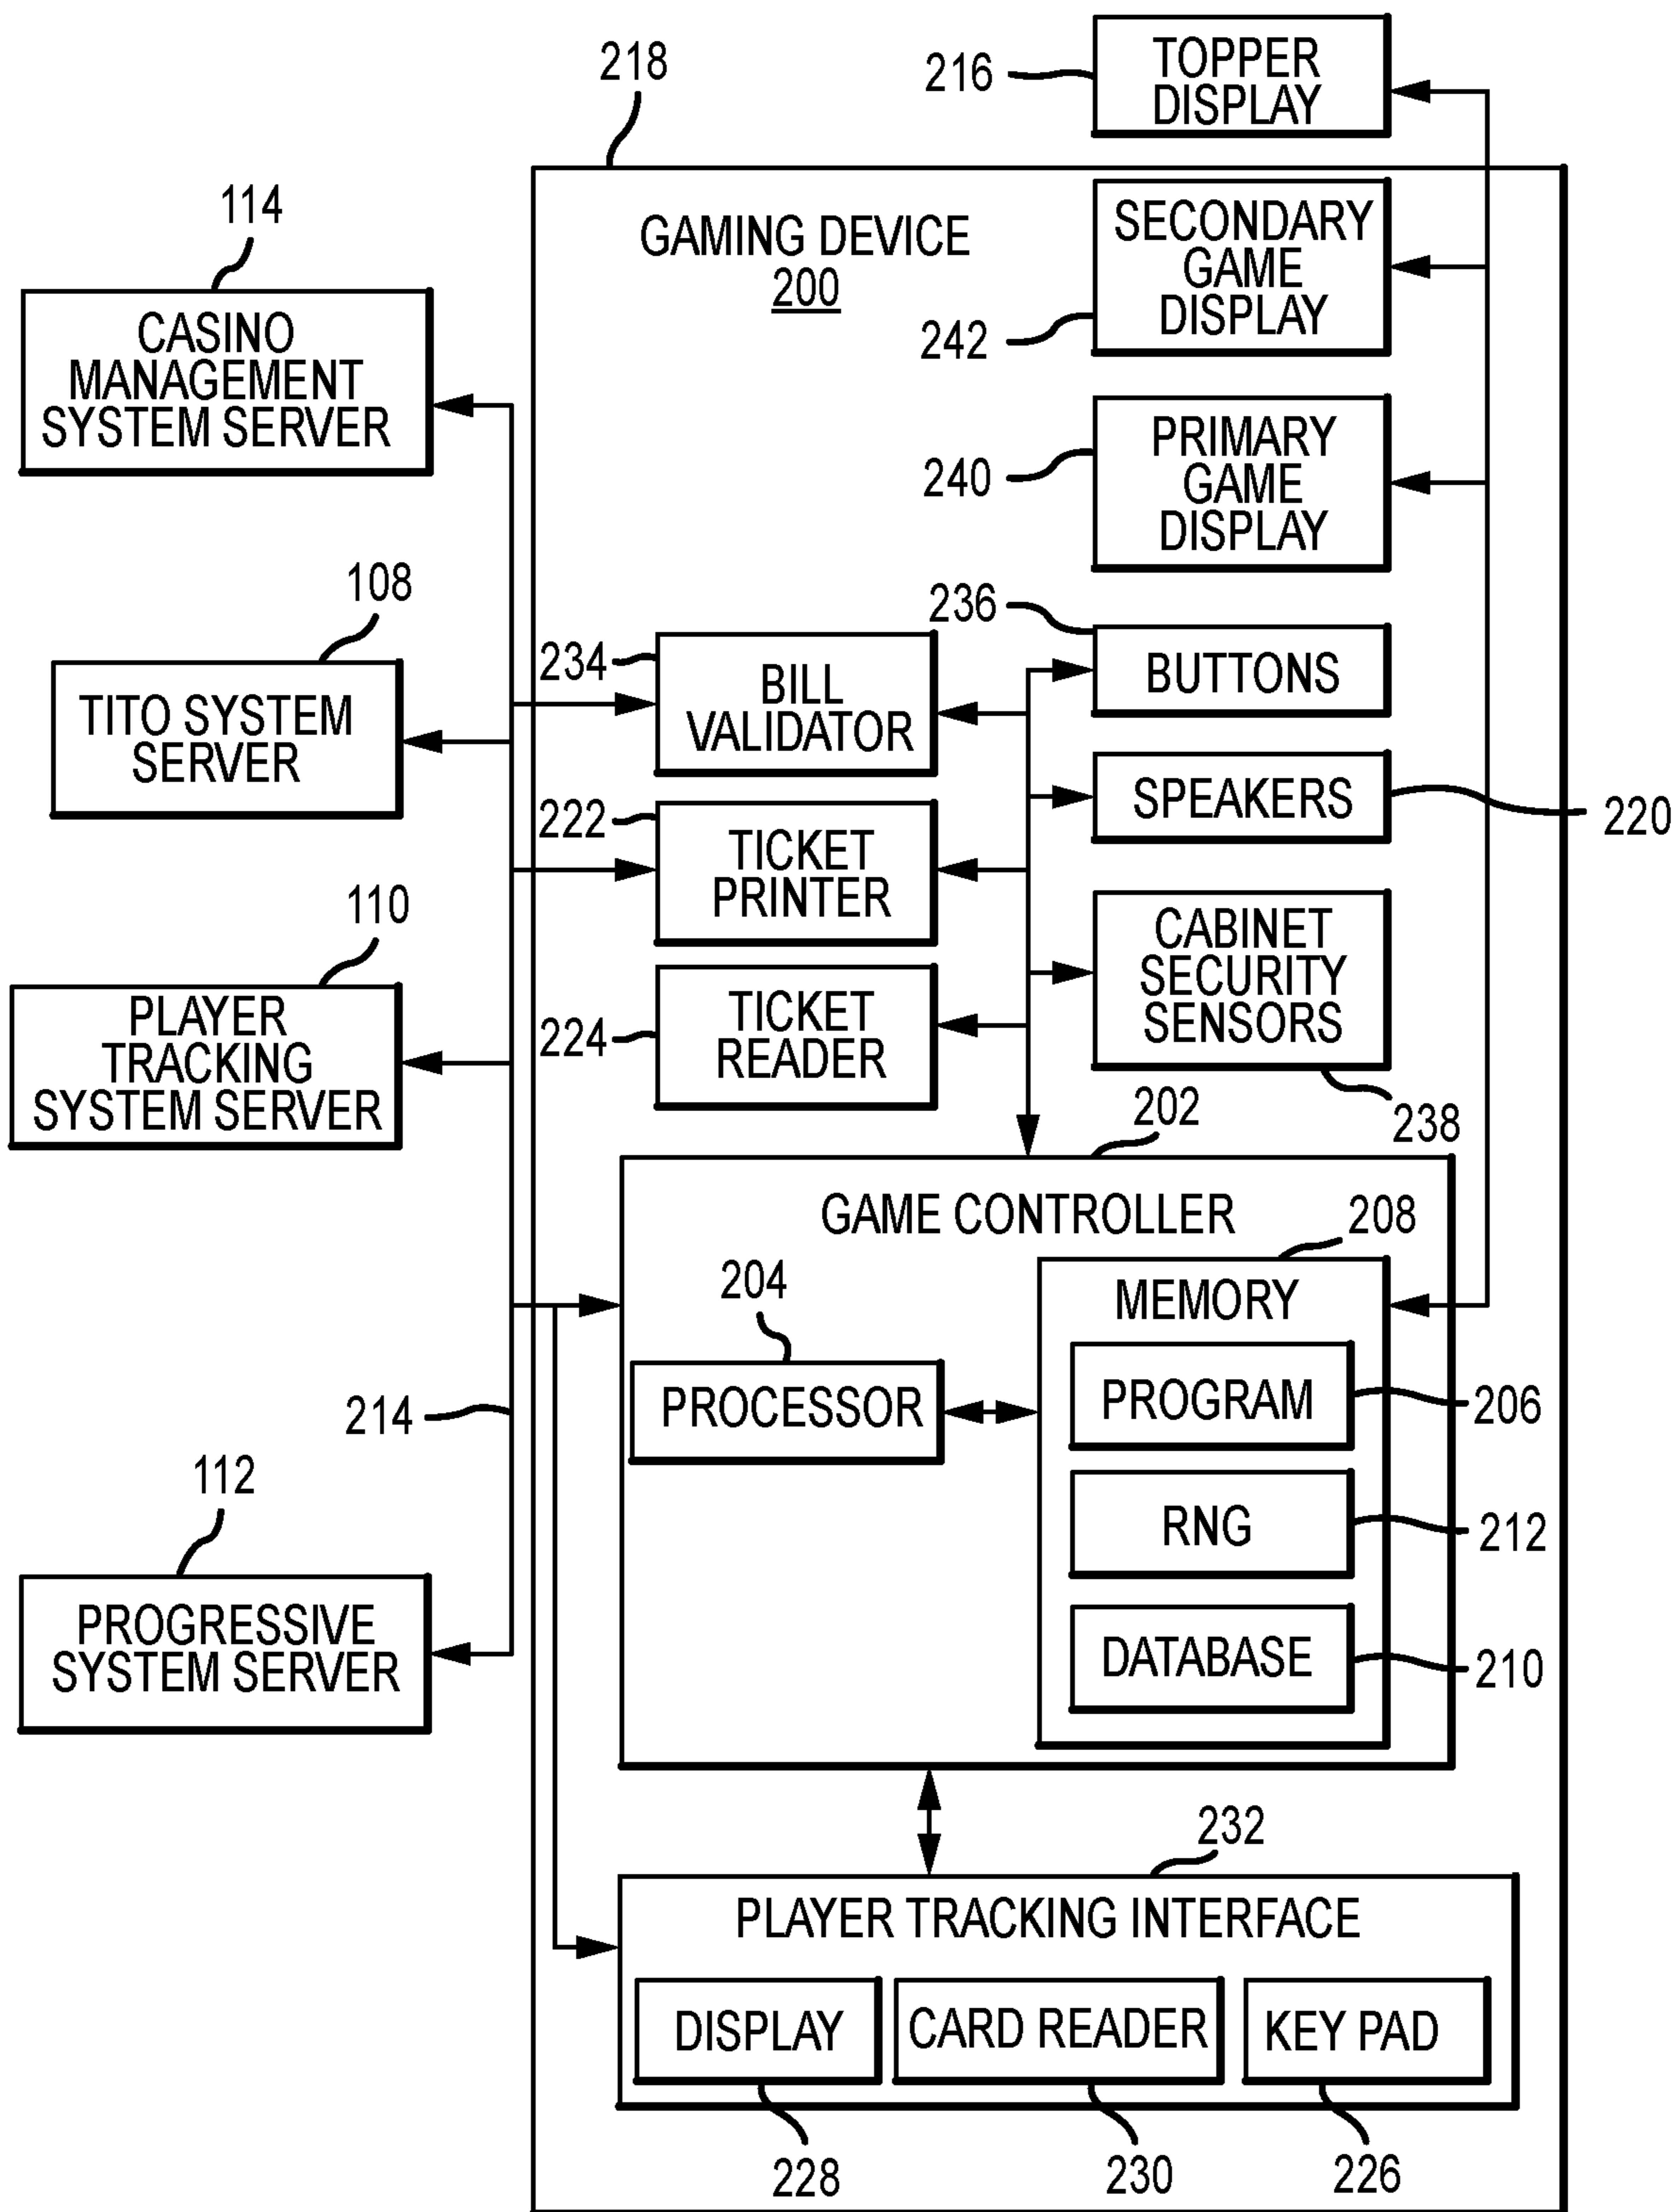 216
TOPPER
DISPLAY
218
GAMING DEVICE
200
SECONDARY
GAME
DISPLAY
242
114
CASINO
MANAGEMENT
SYSTEM SERVER
PRIMARY
GAME
DISPLAY
240
108
TITO SYSTEM
SERVER
234
BILL
VALIDATOR
236
BUTTONS
SPEAKERS
220
222
TICKET
PRINTER
110
PLAYER
TRACKING
SYSTEM SERVER
224
TICKET
READER
CABINET
SECURITY
SENSORS
238
202
GAME CONTROLLER
208
204
PROCESSOR
MEMORY
PROGRAM
206
RNG
212
DATABASE
210
214
112
PROGRESSIVE
SYSTEM SERVER
232
PLAYER TRACKING INTERFACE
DISPLAY
CARD READER
KEY PAD
228
230
226